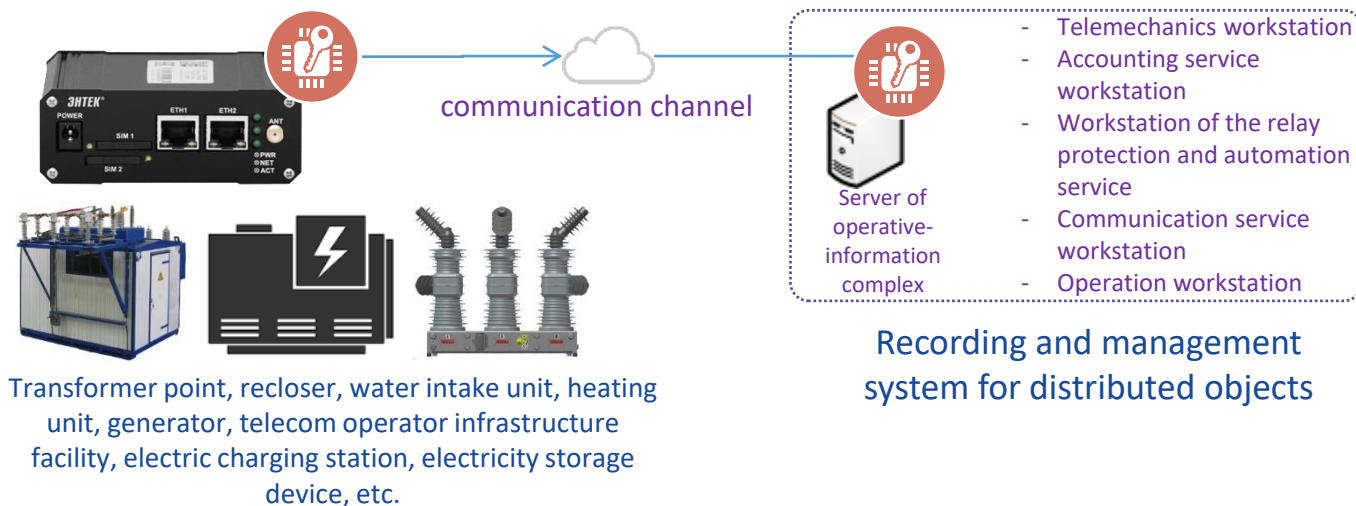 ЭНТЕК®
POWER
SIM 1
SIM 2
ETH1
ETH2
ANT
PWR
NET
ACT
communication channel
Server of
operative-
information
complex
- Telemechanics workstation
- Accounting service
workstation
- Workstation of the relay
protection and automation
service
- Communication service
workstation
- Operation workstation
Transformer point, recloser, water intake unit, heating
unit, generator, telecom operator infrastructure
facility, electric charging station, electricity storage
device, etc.
Recording and management
system for distributed objects